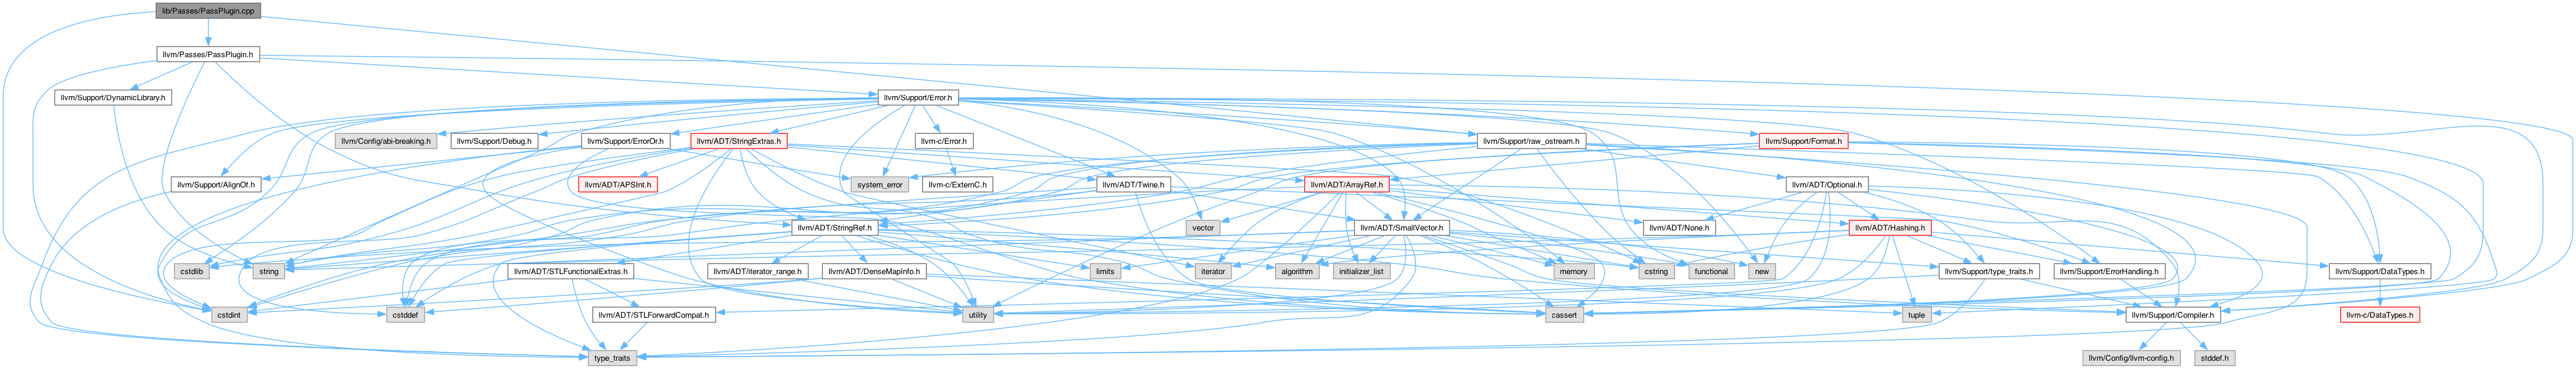 lib/Passes/PassPlugin.cpp
llvm/Passes/PassPlugin.h
llvm/Support/DynamicLibrary.h
llvm/Support/Error.h
llvm/Config/abi-breaking.h
llvm/Support/Debug.h
llvm/Support/ErrorOr.h
llvm/ADT/StringExtras.h
llvm-c/Error.h
llvm/Support/raw_ostream.h
llvm/Support/Format.h
llvm/Support/AlignOf.h
llvm/ADT/APSInt.h
system_error
llvm-c/ExternC.h
llvm/ADT/Twine.h
llvm/ADT/ArrayRef.h
llvm/ADT/Optional.h
llvm/ADT/StringRef.h
vector
llvm/ADT/SmallVector.h
llvm/ADT/None.h
llvm/ADT/Hashing.h
cstdlib
string
llvm/ADT/STLFunctionalExtras.h
llvm/ADT/iterator_range.h
llvm/ADT/DenseMapInfo.h
limits
iterator
algorithm
initializer_list
memory
cstring
functional
new
llvm/Support/type_traits.h
llvm/Support/ErrorHandling.h
llvm/Support/DataTypes.h
cstdint
cstddef
llvm/ADT/STLForwardCompat.h
utility
cassert
tuple
llvm/Support/Compiler.h
llvm-c/DataTypes.h
type_traits
llvm/Config/llvm-config.h
stddef.h